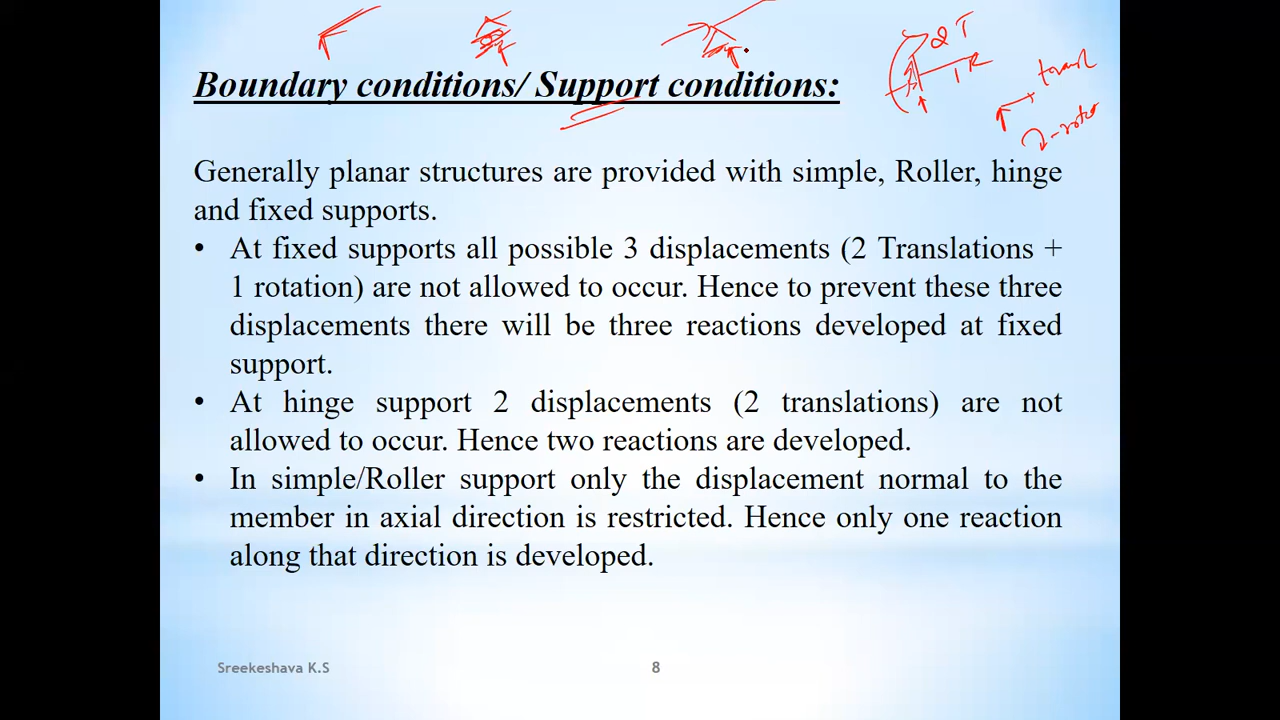 2 T
1 R
Boundary conditions/ Support conditions:
Generally planar structures are provided with simple, Roller, hinge
and fixed supports.
• At fixed supports all possible 3 displacements (2 Translations +
1 rotation) are not allowed to occur. Hence to prevent these three
displacements there will be three reactions developed at fixed
support.
• At hinge support 2 displacements (2 translations) are not
allowed to occur. Hence two reactions are developed.
• In simple/Roller support only the displacement normal to the
member in axial direction is restricted. Hence only one reaction
along that direction is developed.
Sreekeshava K.S
8